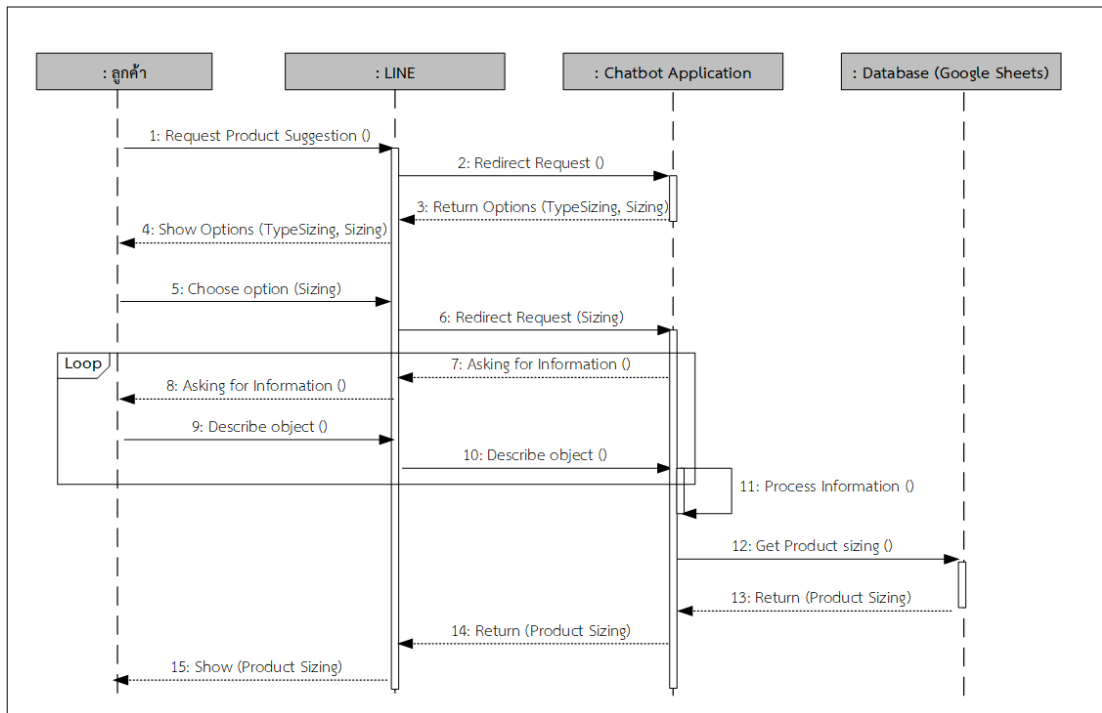 : ลูกค้า
: LINE
: Chatbot Application
: Database (Google Sheets)
1: Request Product Suggestion ()
2: Redirect Request ()
3: Return Options (TypeSizing, Sizing)
4: Show Options (TypeSizing, Sizing)
5: Choose option (Sizing)
6: Redirect Request (Sizing)
Loop
7: Asking for Information ()
8: Asking for Information ()
9: Describe object ()
10: Describe object ()
11: Process Information ()
12: Get Product sizing ()
13: Return (Product Sizing)
14: Return (Product Sizing)
15: Show (Product Sizing)